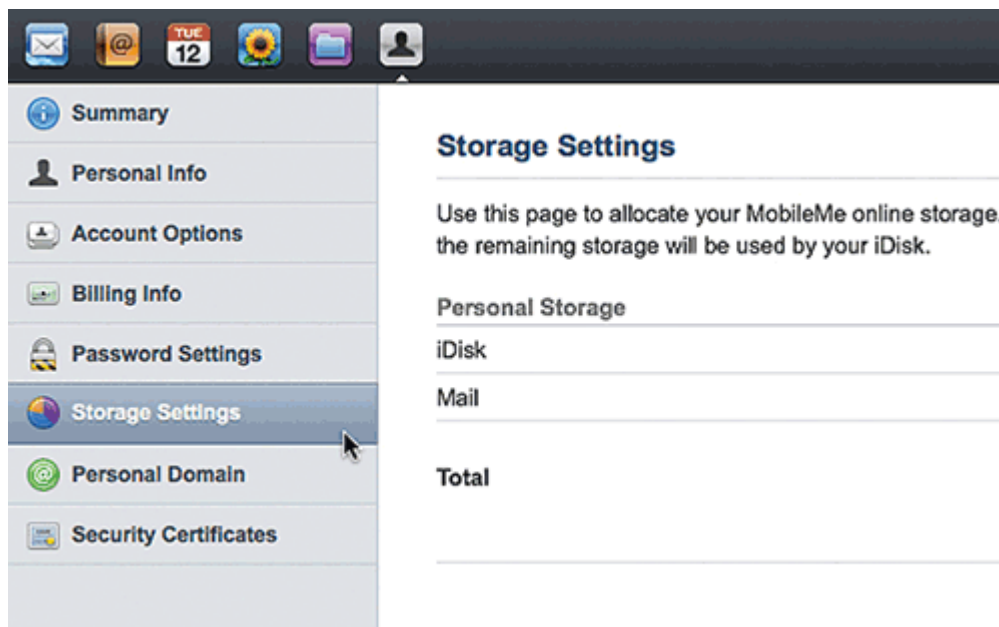 TUE
12
Summary
Personal Info
Account Options
Billing Info
Password Settings
Storage Settings
Personal Domain
Security Certificates
Storage Settings
Use this page to allocate your MobileMe online storage.
the remaining storage will be used by your iDisk.
Personal Storage
iDisk
Mail
Total